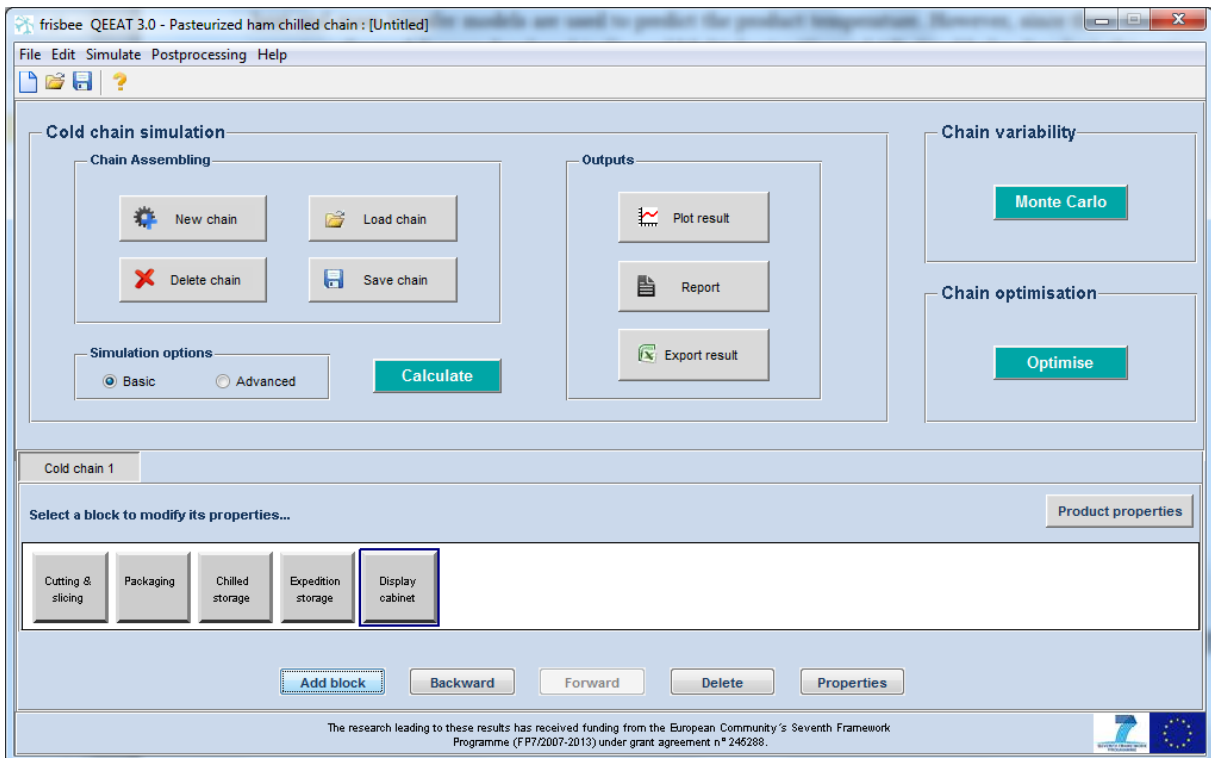 frisbee QEEAT 3.0 - Pasteurized ham chilled chain : [Untitled]
File Edit Simulate Postprocessing Help
Cold chain simulation
Chain Assembling
New chain
Load chain
Delete chain
Save chain
Simulation options
Basic
Advanced
Calculate
Outputs
Plot result
Report
Export result
Chain variability
Monte Carlo
Chain optimisation
Optimise
Cold chain 1
Select a block to modify its properties...
Product properties
Cutting &
slicing
Packaging
Chilled
storage
Expedition
storage
Display
cabinet
Add block
Backward
Forward
Delete
Properties
The research leading to these results has received funding from the European Community's Seventh Framework
Programme (FP7/2007-2013) under grant agreement n° 245288.
SEVENTH FRAMEWORK
PROGRAMME